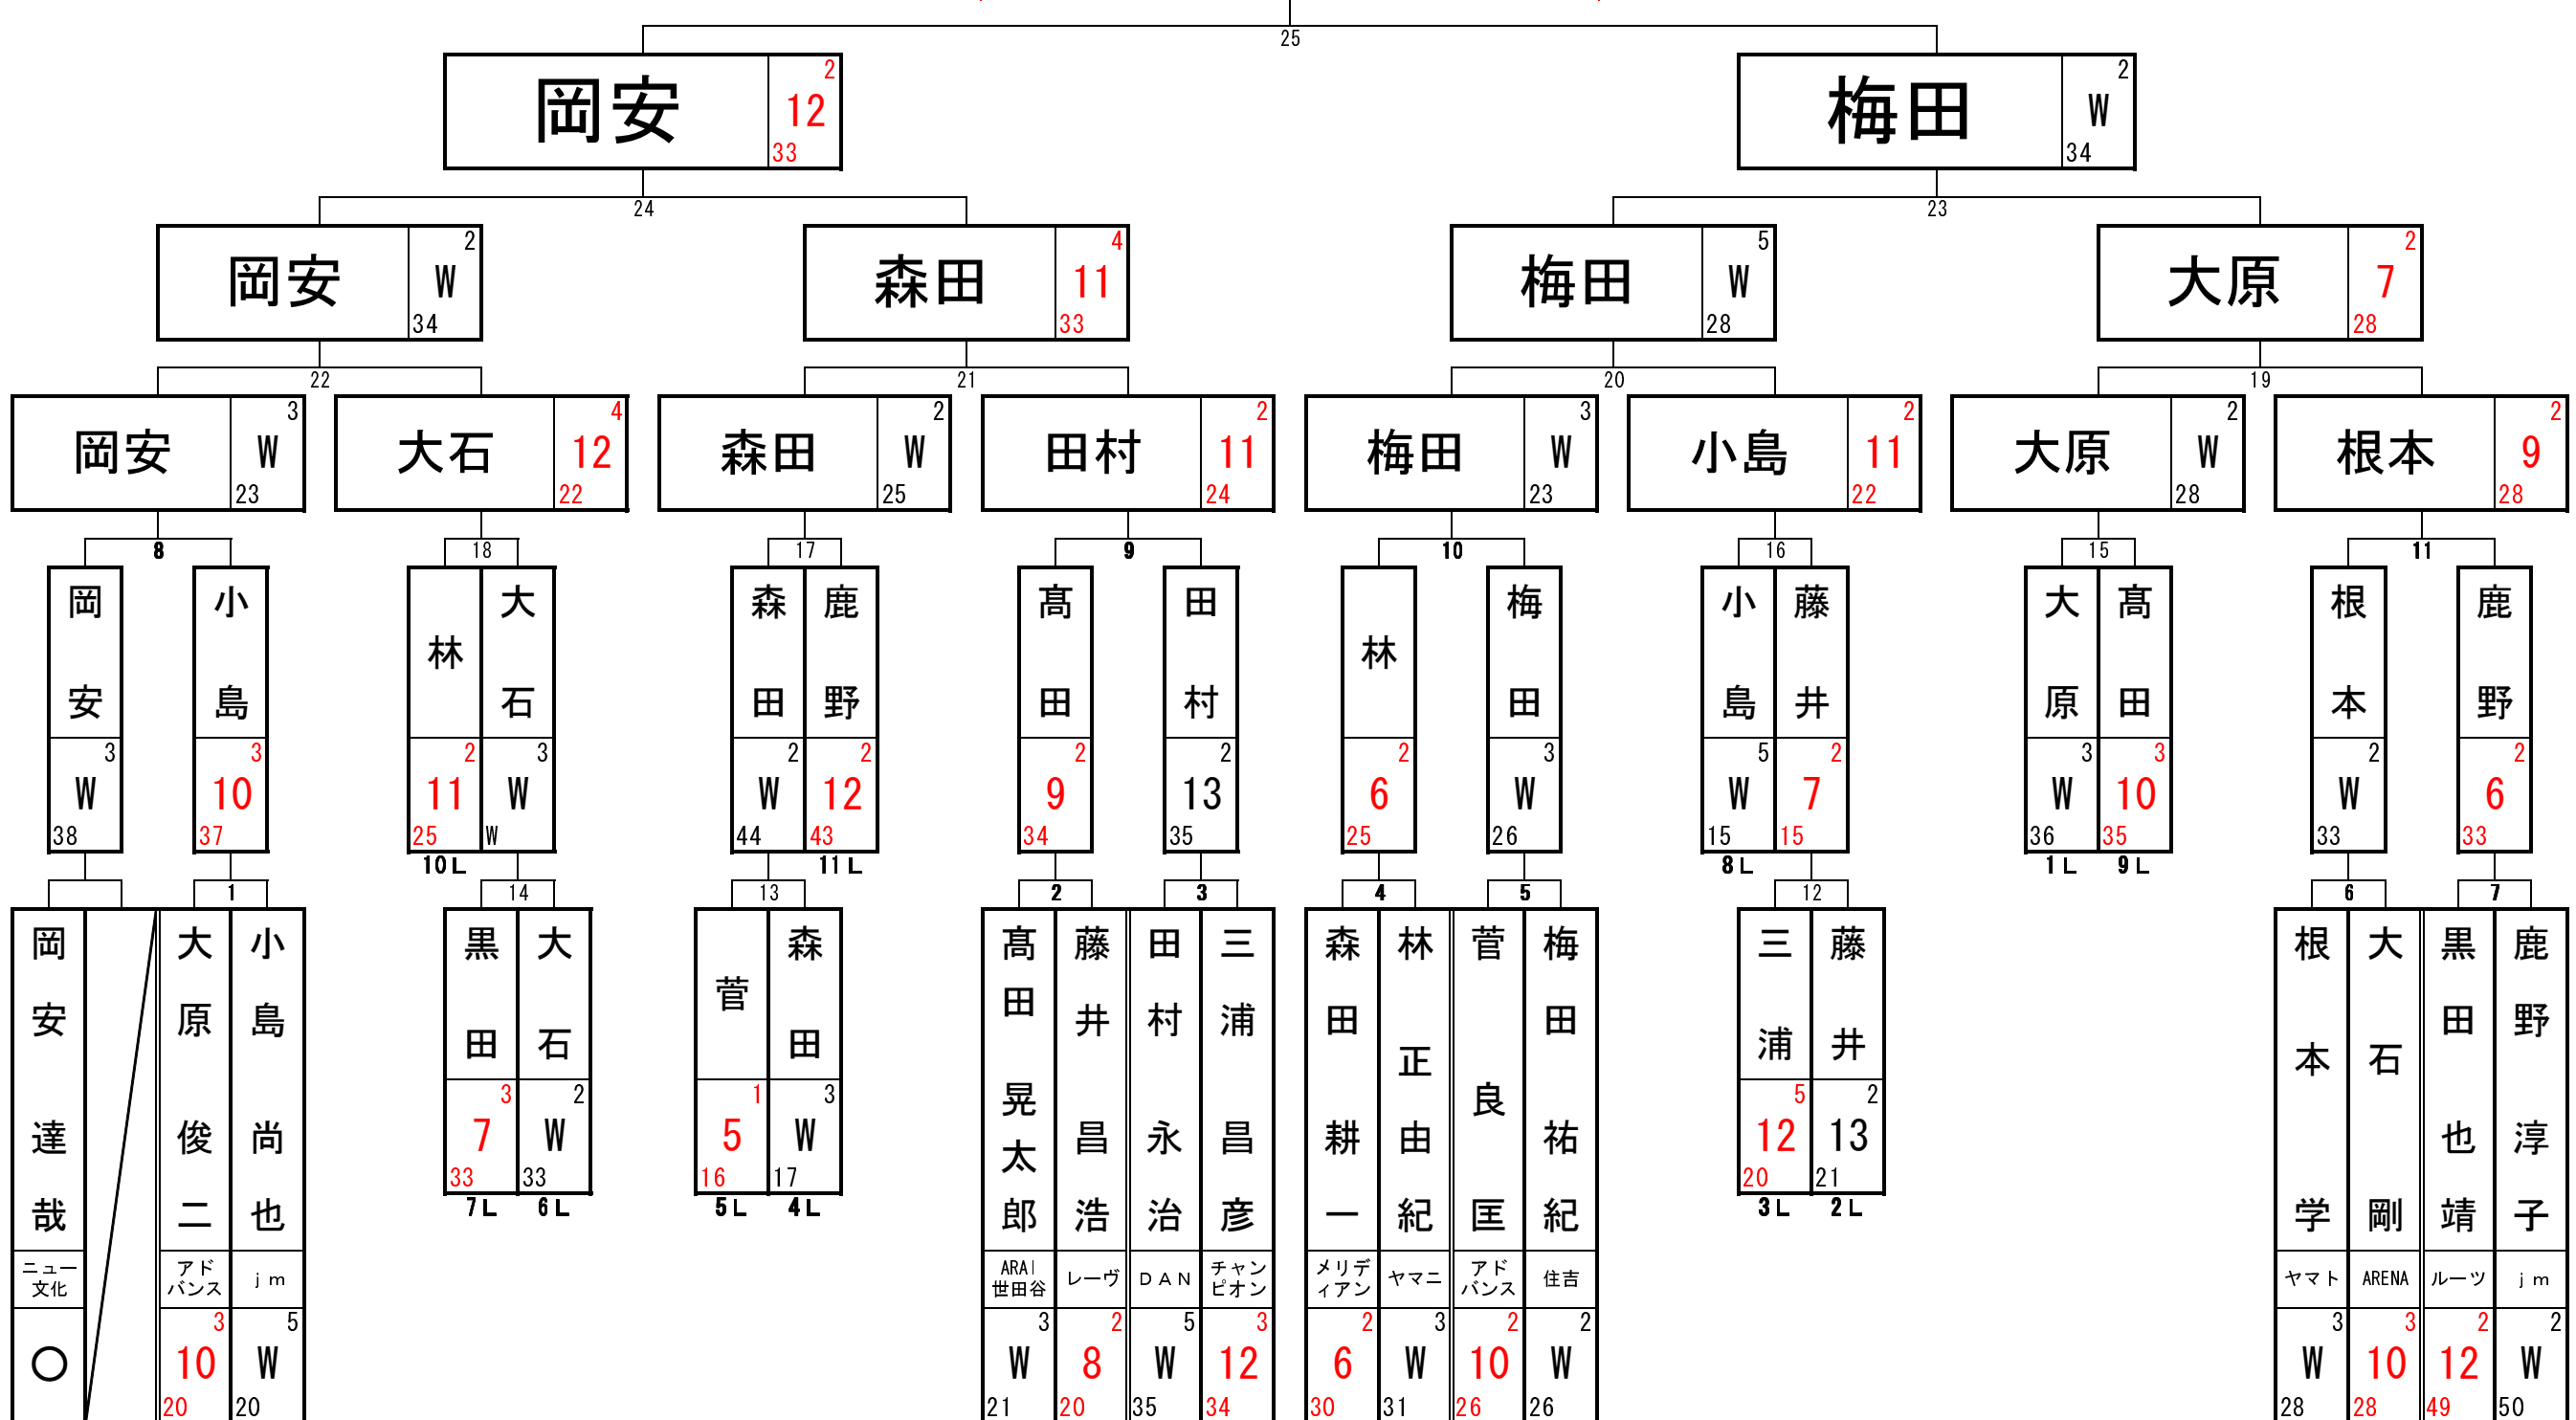 25
岡安 2 12 33
梅田 2 W 34
24
23
岡安 2 W 34
森田 4 11 33
梅田 5 W 28
大原 2 7 28
22
21
20
19
岡安 3 W 23
大石 4 12 22
森田 2 W 25
田村 2 11 24
梅田 3 W 23
小島 2 11 22
大原 2 W 28
根本 2 9 28
8
18
17
9
10
16
15
11
岡安 3 W 38
小島 3 10 37
林 2 11 25
大石 3 W W
森田 2 W 44
鹿野 2 12 43
髙田 2 9 34
田村 2 13 35
林 2 6 25
梅田 3 W 26
小島 5 W 15
藤井 2 7 15
大原 3 W 36
髙田 3 10 35
根本 2 W 33
鹿野 2 6 33
10L
11L
8L
1L
9L
1
14
13
2
3
4
5
12
6
7
黒田 3 7 33
大石 2 W 33
菅 1 5 16
森田 3 W 17
三浦 5 12 20
藤井 2 13 21
7L
6L
5L
4L
3L
2L
岡安達哉 ニュー文化 〇
大原俊二 アドバンス 3 10 20
小島尚也 jm 5 W 20
髙田晃太郎 ARAI世田谷 3 W 21
藤井昌浩 レーヴ 2 8 20
田村永治 DAN 5 W 35
三浦昌彦 チャンピオン 3 12 34
森田耕一 メリディアン 2 6 30
林正由紀 ヤマニ 3 W 31
菅良匡 アドバンス 2 10 26
梅田祐紀 住吉 2 W 26
根本学 ヤマト 3 W 28
大石剛 ARENA 3 10 28
黒田也靖 ルーツ 2 12 49
鹿野淳子 jm 2 W 50